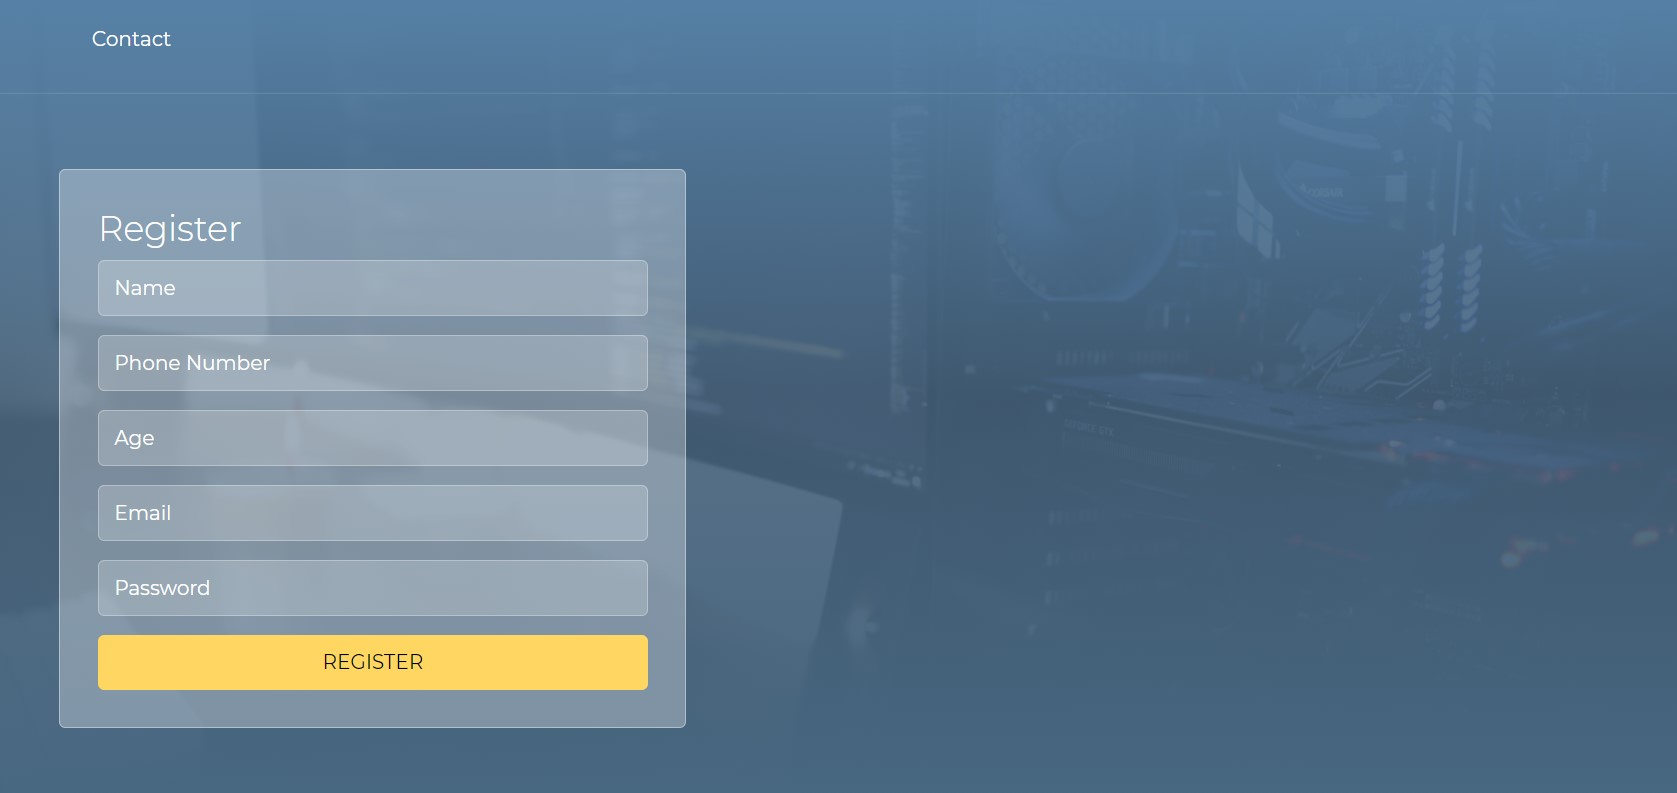 Contact
Register
Name
Phone Number
Age
Email
Password
REGISTER